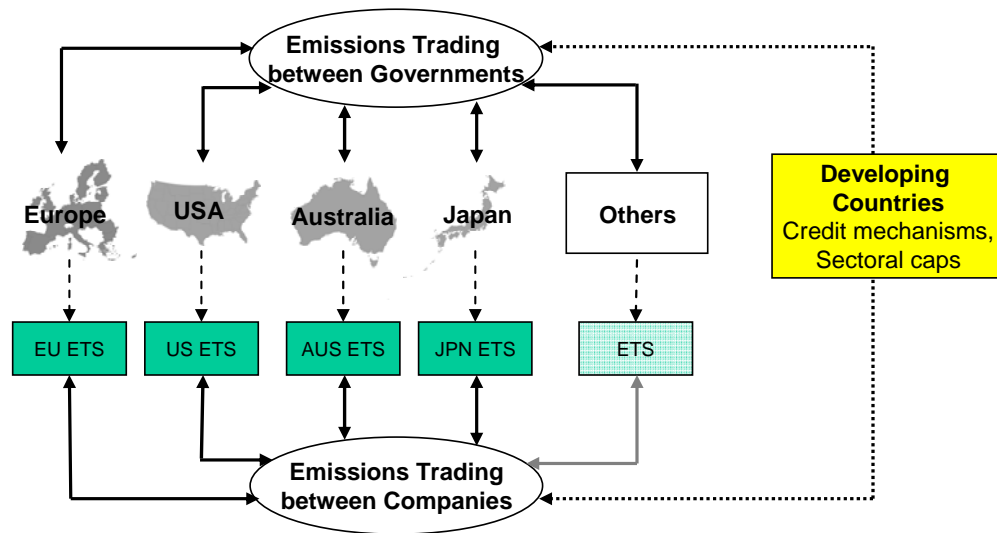 Emissions Trading
between Governments
Europe
USA
Australia
Japan
Others
Developing
Countries
Credit mechanisms,
Sectoral caps
EU ETS
US ETS
AUS ETS
JPN ETS
ETS
Emissions Trading
between Companies